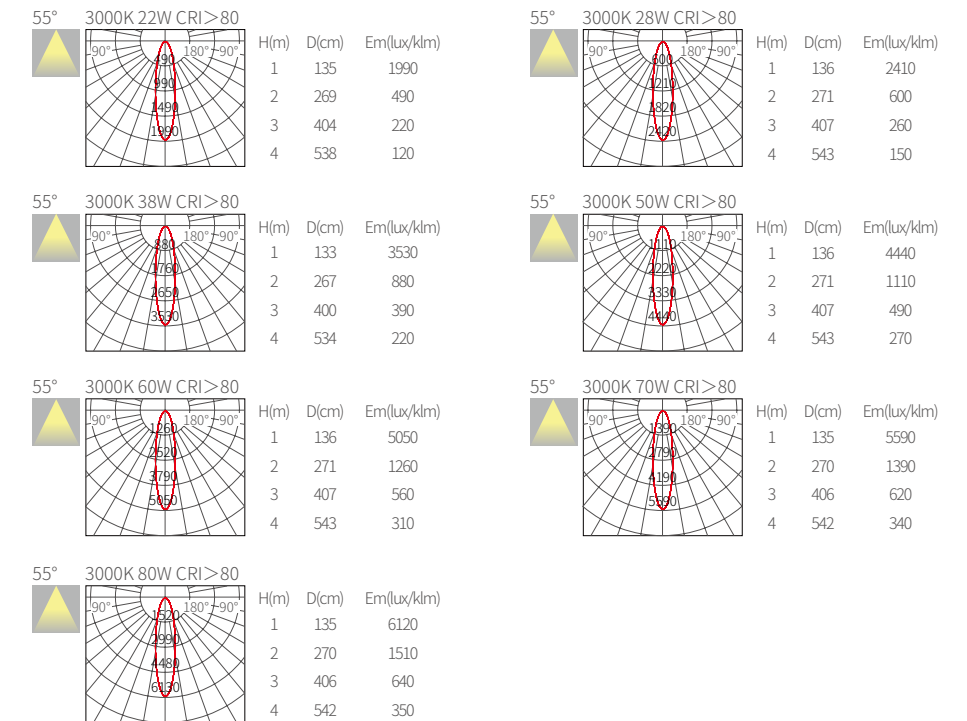 55° 3000K 22W CRI＞80
90° 180° 90°
490
990
1490
1990
H(m) D(cm) Em(lux/klm)
1 135 1990
2 269 490
3 404 220
4 538 120
55° 3000K 28W CRI＞80
90° 180° 90°
600
1210
1820
2420
H(m) D(cm) Em(lux/klm)
1 136 2410
2 271 600
3 407 260
4 543 150
55° 3000K 38W CRI＞80
90° 180° 90°
880
1760
2650
3530
H(m) D(cm) Em(lux/klm)
1 133 3530
2 267 880
3 400 390
4 534 220
55° 3000K 50W CRI＞80
90° 180° 90°
1110
2220
3330
4440
H(m) D(cm) Em(lux/klm)
1 136 4440
2 271 1110
3 407 490
4 543 270
55° 3000K 60W CRI＞80
90° 180° 90°
1260
2520
3790
5050
H(m) D(cm) Em(lux/klm)
1 136 5050
2 271 1260
3 407 560
4 543 310
55° 3000K 70W CRI＞80
90° 180° 90°
1390
2790
4190
5590
H(m) D(cm) Em(lux/klm)
1 135 5590
2 270 1390
3 406 620
4 542 340
55° 3000K 80W CRI＞80
90° 180° 90°
1520
2990
4480
6130
H(m) D(cm) Em(lux/klm)
1 135 6120
2 270 1510
3 406 640
4 542 350